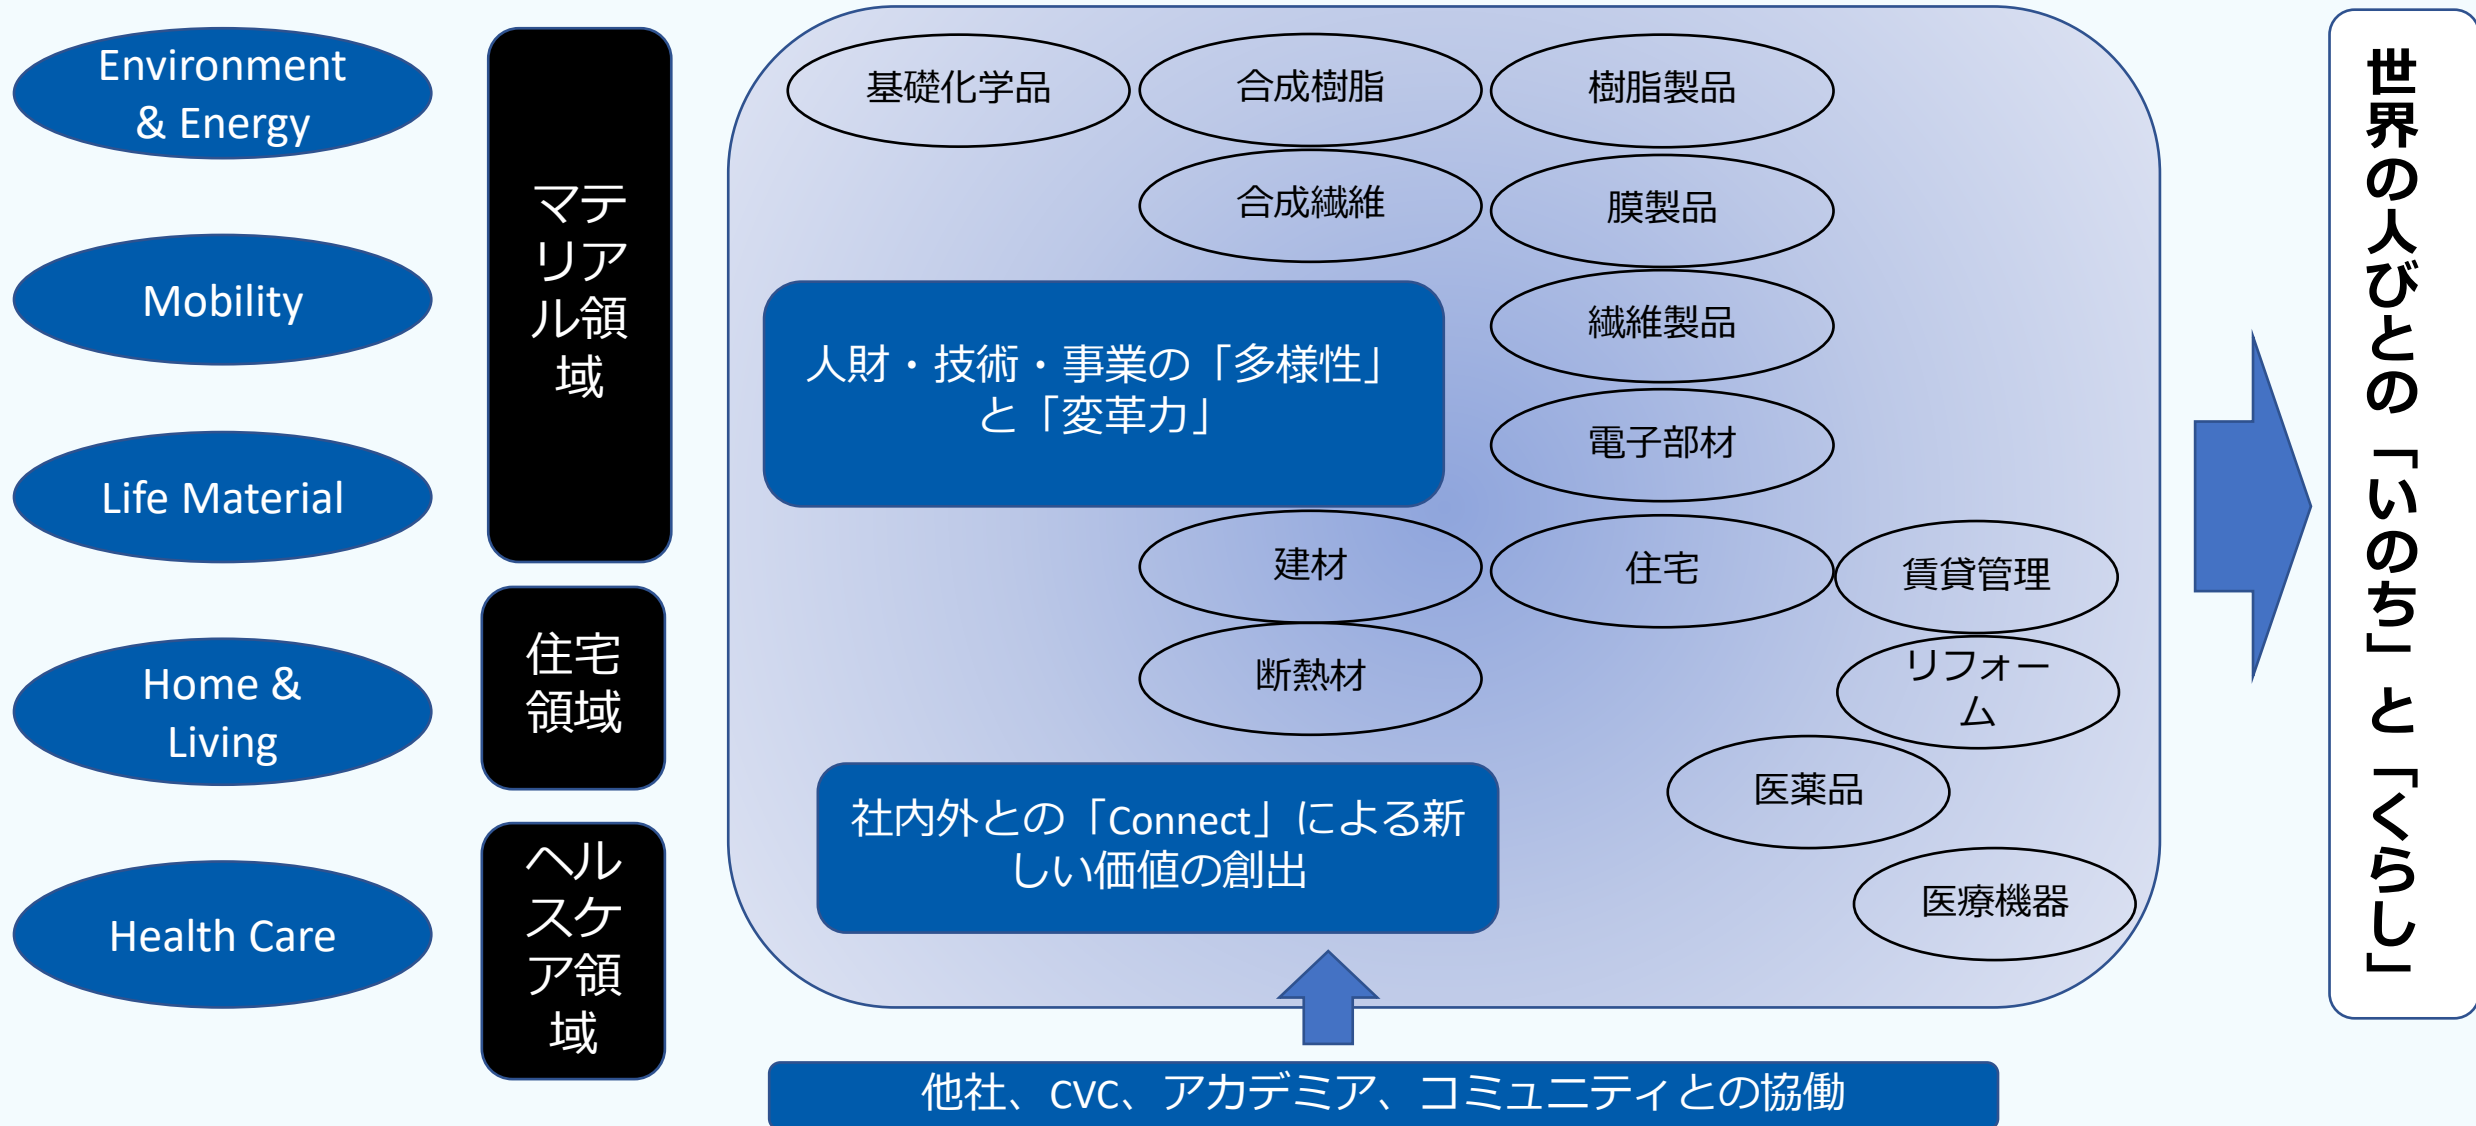 Environment
& Energy
Mobility
Life Material
Home &
Living
Health Care
マテ
リア
ル領
域
住宅
領域
ヘル
スケ
ア領
域
基礎化学品
合成樹脂
樹脂製品
合成繊維
膜製品
繊維製品
人財・技術・事業の「多様性」
と「変革力」
電子部材
建材
住宅
賃貸管理
断熱材
リフォー
ム
医薬品
社内外との「Connect」による新
しい価値の創出
医療機器
他社、CVC、アカデミア、コミュニティとの協働
世界の人びとの「いのち」と「くらし」